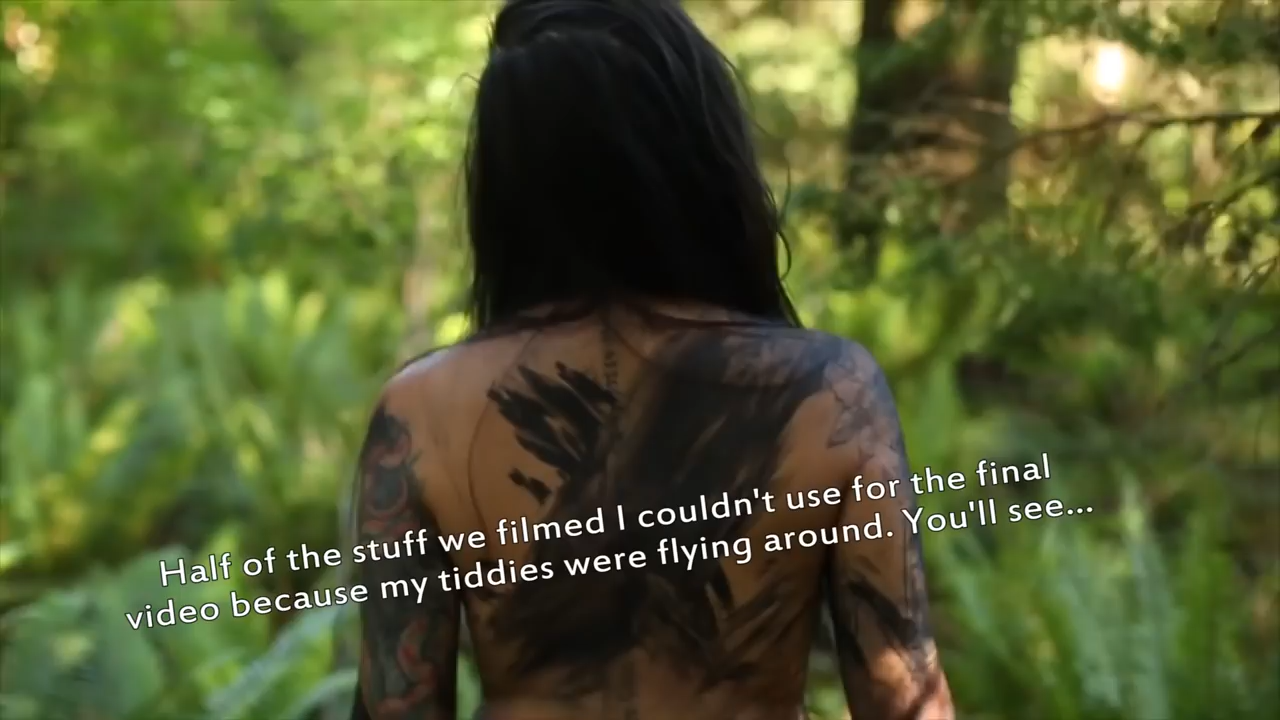 Half of the stuff we filmed I couldn't use for the final
video because my tiddies were flying around. You'll see...